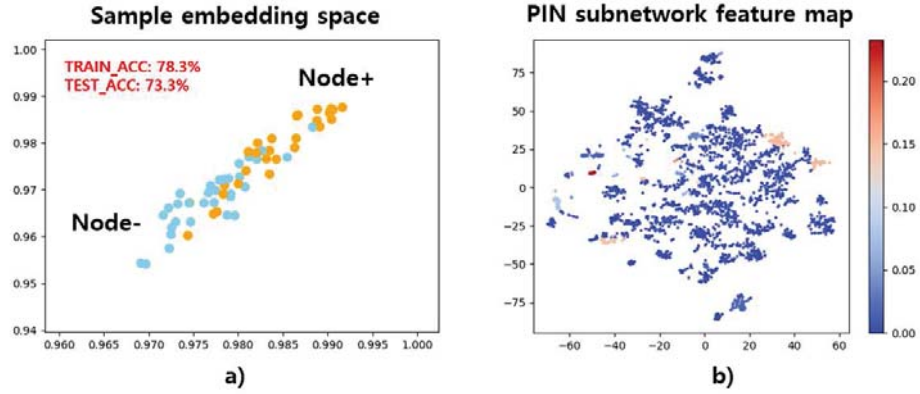 Sample embedding space
TRAIN_ACC: 78.3%
TEST_ACC: 73.3%
Node+
Node-
1.00
0.99
0.98
0.97
0.96
0.95
0.94
0.960 0.965 0.970 0.975 0.980 0.985 0.990 0.995 1.000
a)
PIN subnetwork feature map
75
50
25
0
−25
−50
−75
−60 −40 −20 0 20 40 60
0.20
0.15
0.10
0.05
0.00
b)